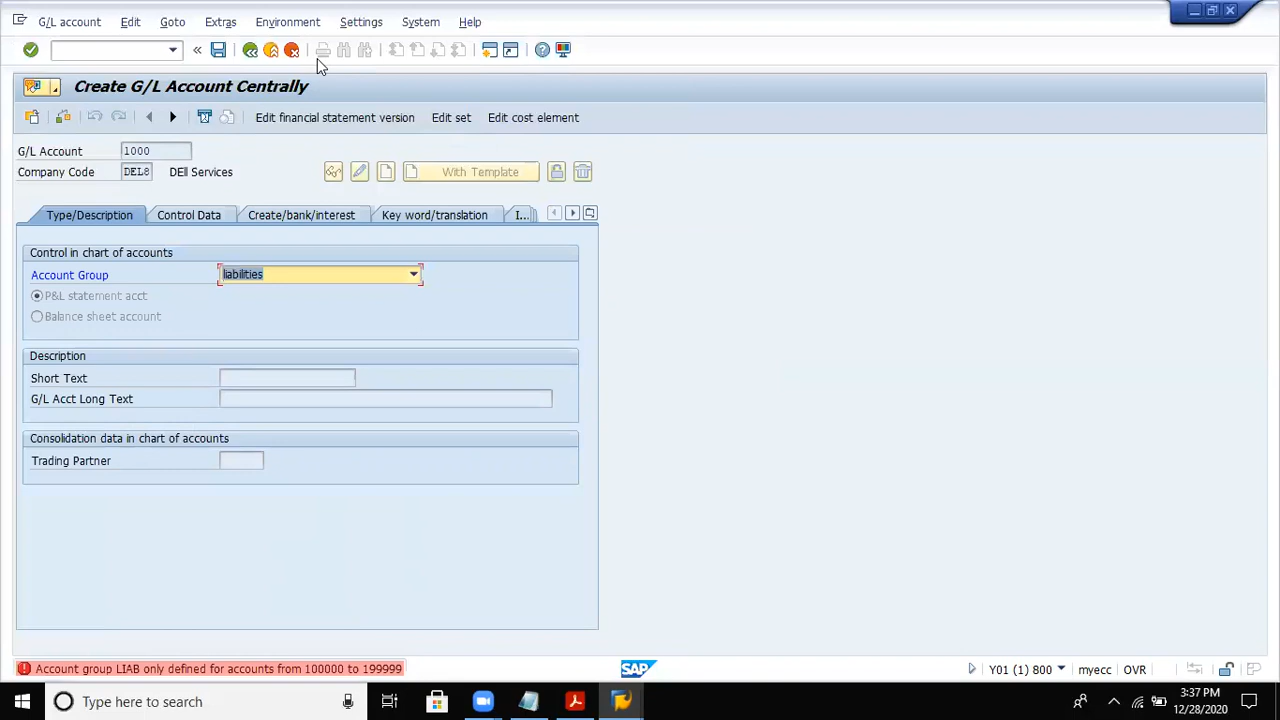 G/L account Edit Goto Extras Environment Settings System Help
Create G/L Account Centrally
Edit financial statement version Edit set Edit cost element
G/L Account 1000
Company Code DEL8 DEll Services With Template
Type/Description Control Data Create/bank/interest Key word/translation I...
Control in chart of accounts
Account Group liabilities
P&L statement acct
Balance sheet account
Description
Short Text
G/L Acct Long Text
Consolidation data in chart of accounts
Trading Partner
Account group LIAB only defined for accounts from 100000 to 199999 SAP Y01 (1) 800 myecc OVR
Type here to search 3:37 PM
12/28/2020